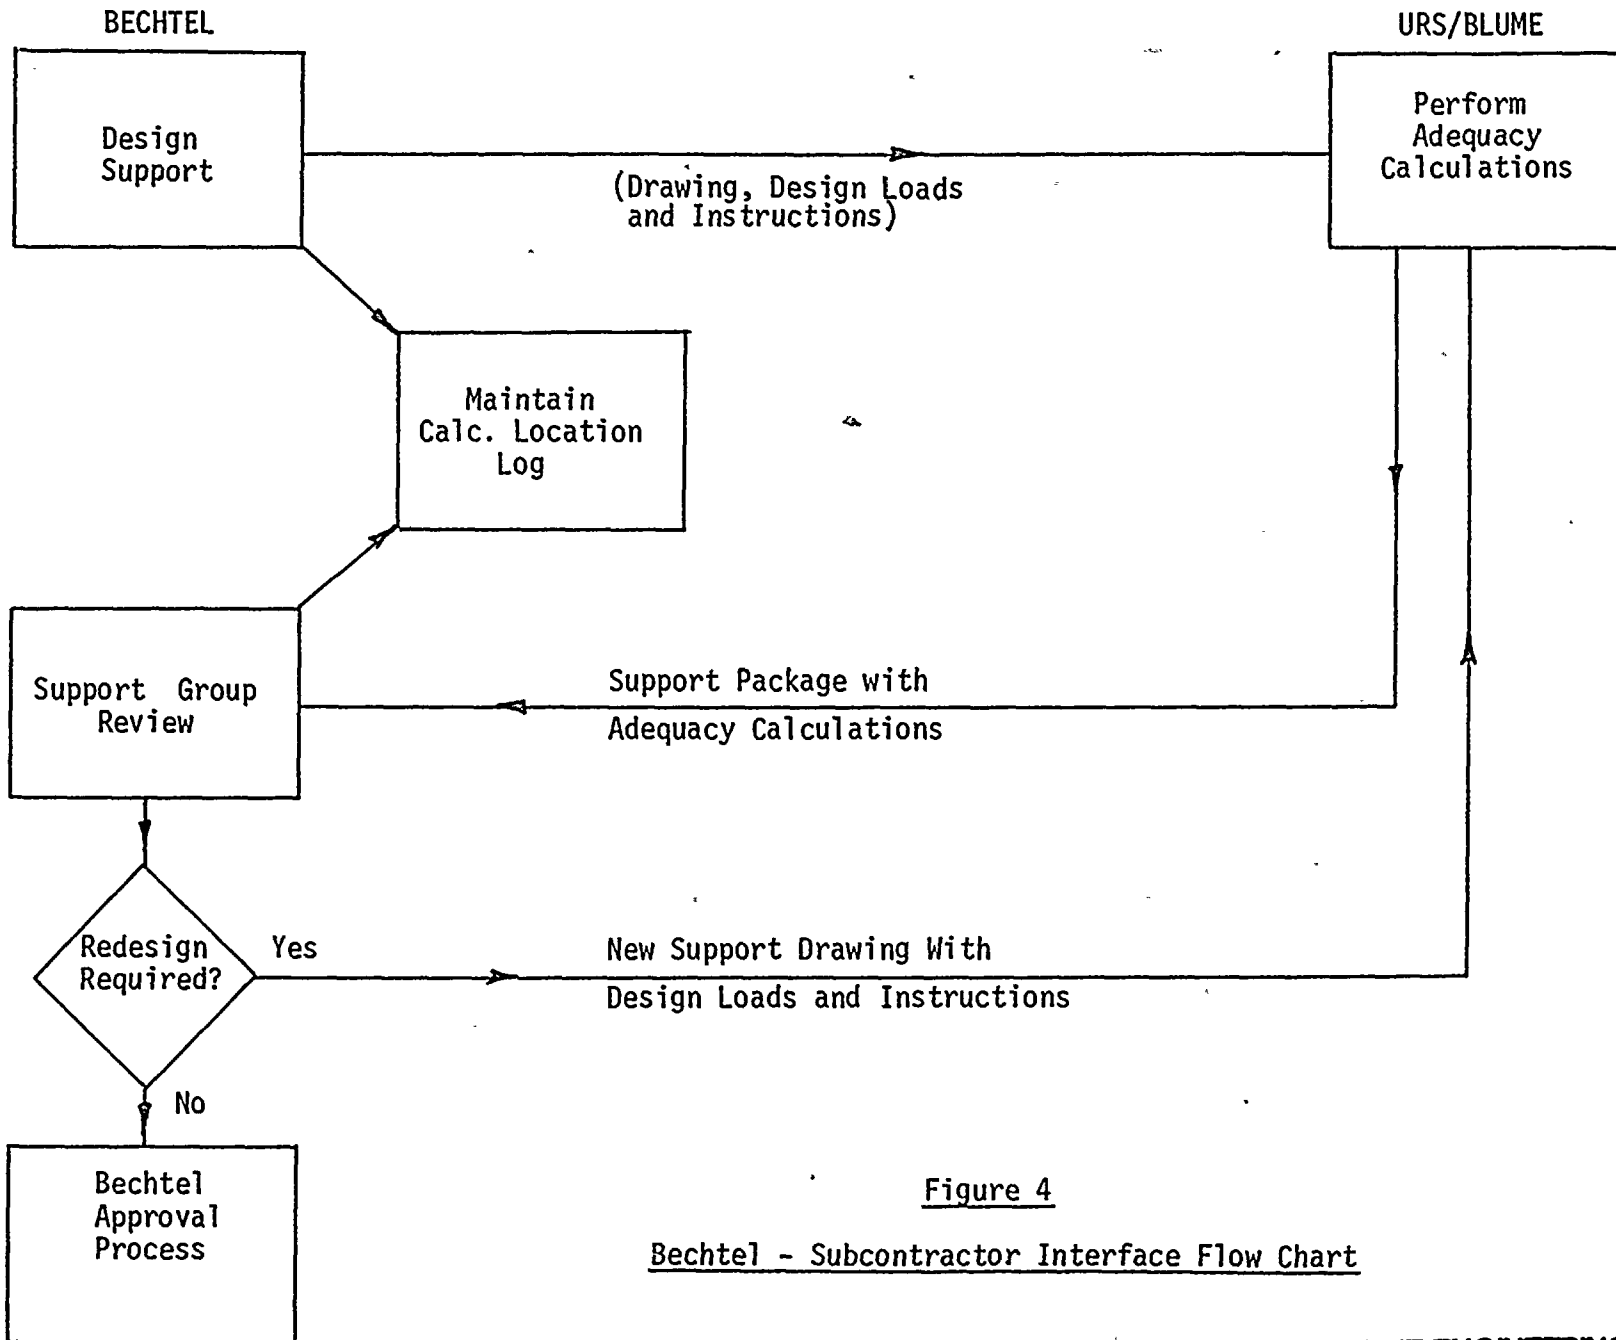 BECHTEL
URS/BLUME
Design
Support
Perform
Adequacy
Calculations
(Drawing, Design Loads
and Instructions)
Maintain
Calc. Location
Log
Support Group
Review
Support Package with
Adequacy Calculations
Redesign
Required?
Yes
New Support Drawing With
Design Loads and Instructions
No
Bechtel
Approval
Process
Figure 4
Bechtel - Subcontractor Interface Flow Chart